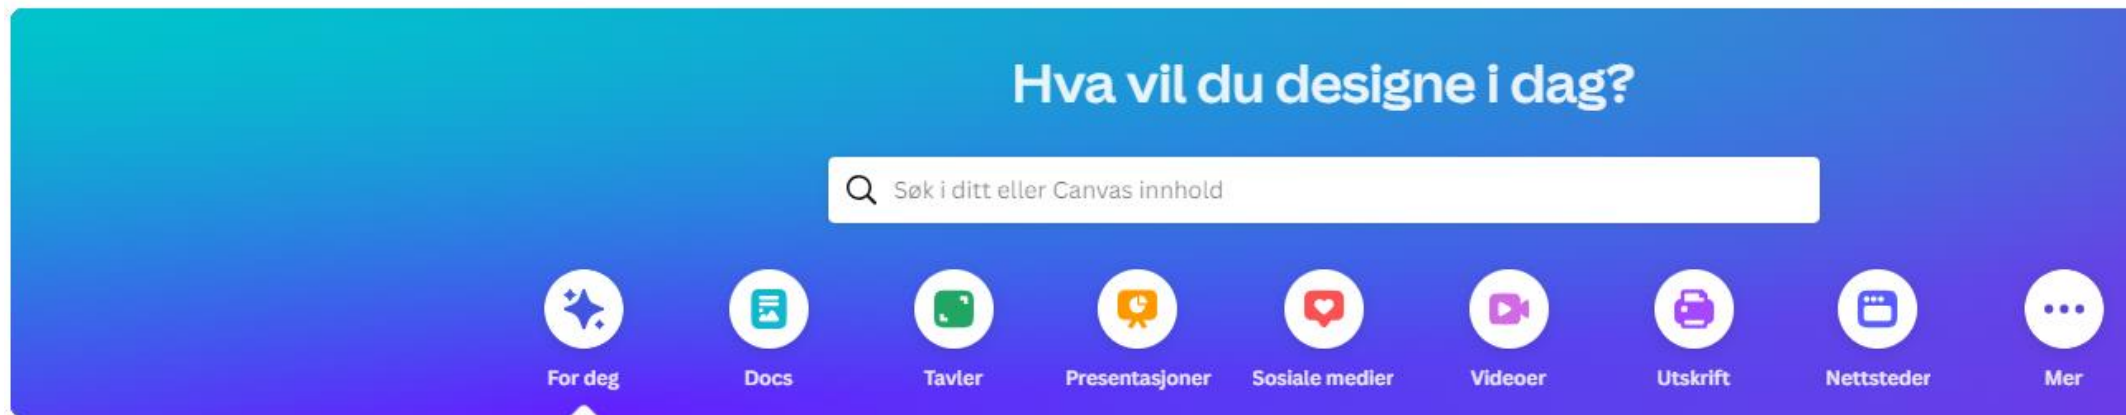 Hva vil du designe i dag?
Søk i ditt eller Canvas innhold
For deg
Docs
Tavler
Presentasjoner
Sosiale medier
Videoer
Utskrift
Nettsteder
Mer